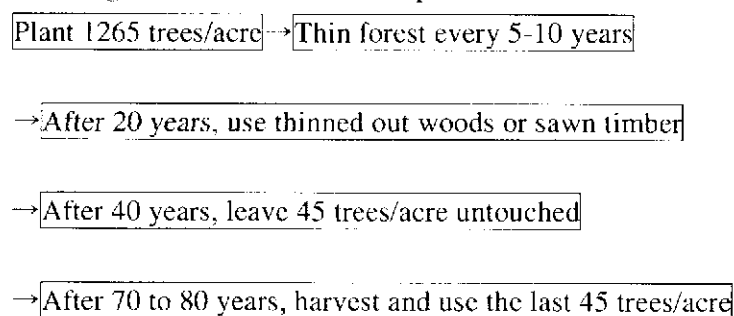 Plant 1265 trees/acre → Thin forest every 5-10 years
→ After 20 years, use thinned out woods or sawn timber
→ After 40 years, leave 45 trees/acre untouched
→ After 70 to 80 years, harvest and use the last 45 trees/acre